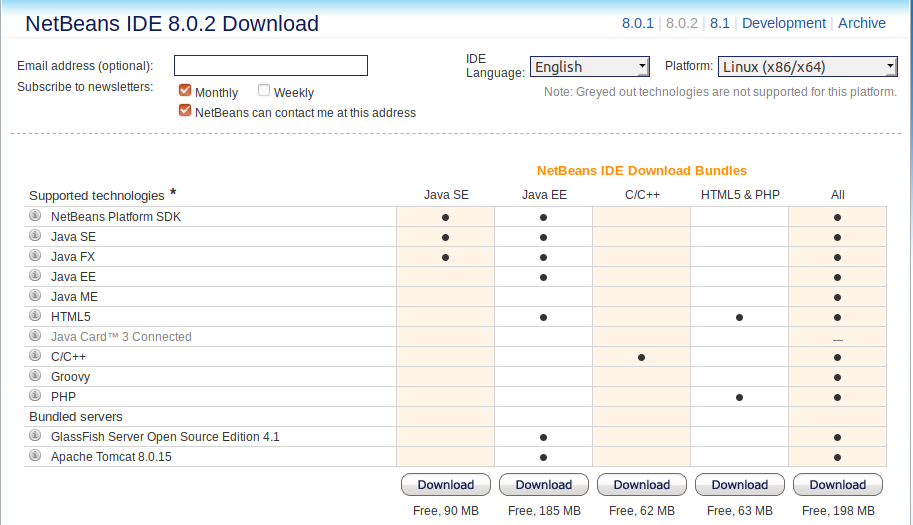 NetBeans IDE 8.0.2 Download
8.0.1 | 8.0.2 | 8.1 | Development | Archive
Email address (optional):
IDE Language: English
Platform: Linux (x86/x64)
Subscribe to newsletters:
Monthly Weekly
Note: Greyed out technologies are not supported for this platform.
NetBeans can contact me at this address
NetBeans IDE Download Bundles
Supported technologies * Java SE Java EE C/C++ HTML5 & PHP All
NetBeans Platform SDK ● ● ●
Java SE ● ● ●
Java FX ● ● ●
Java EE ● ●
Java ME ●
HTML5 ● ● ●
Java Card™ 3 Connected —
C/C++ ● ●
Groovy ●
PHP ● ●
Bundled servers
GlassFish Server Open Source Edition 4.1 ● ●
Apache Tomcat 8.0.15 ● ●
Download Download Download Download Download
Free, 90 MB Free, 185 MB Free, 62 MB Free, 63 MB Free, 198 MB